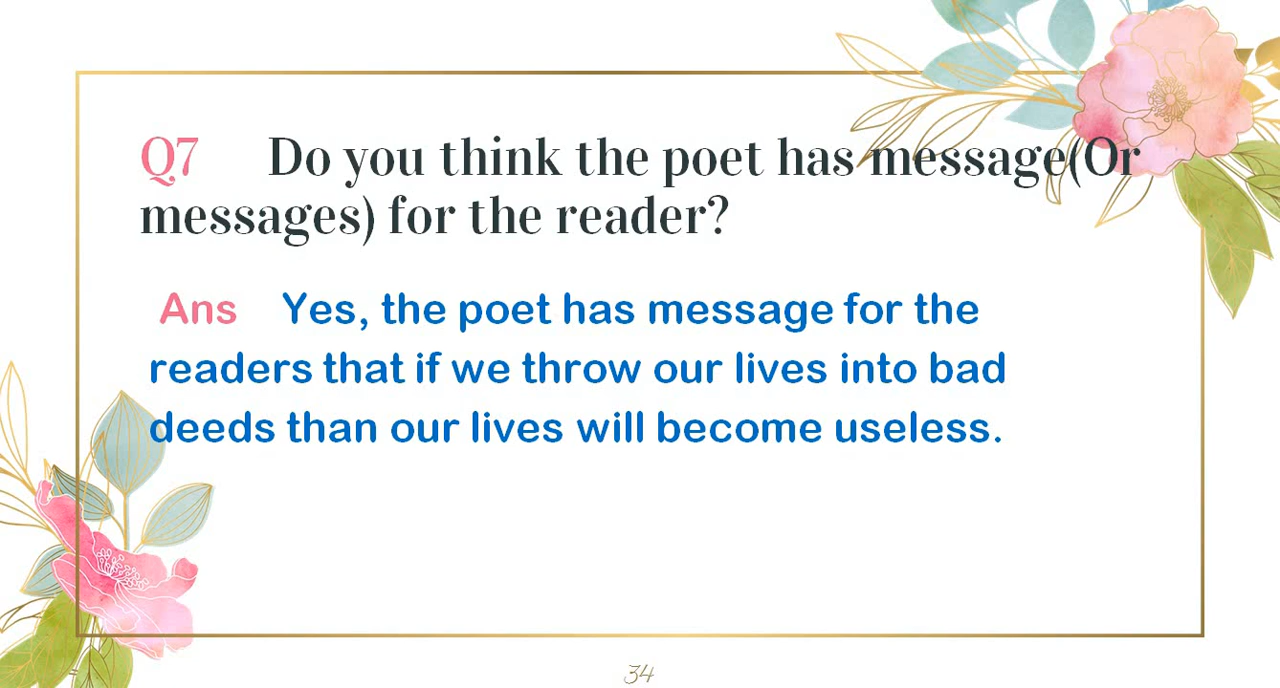 Q7 Do you think the poet has message(Or
messages) for the reader?
Ans Yes, the poet has message for the
readers that if we throw our lives into bad
deeds than our lives will become useless.
34